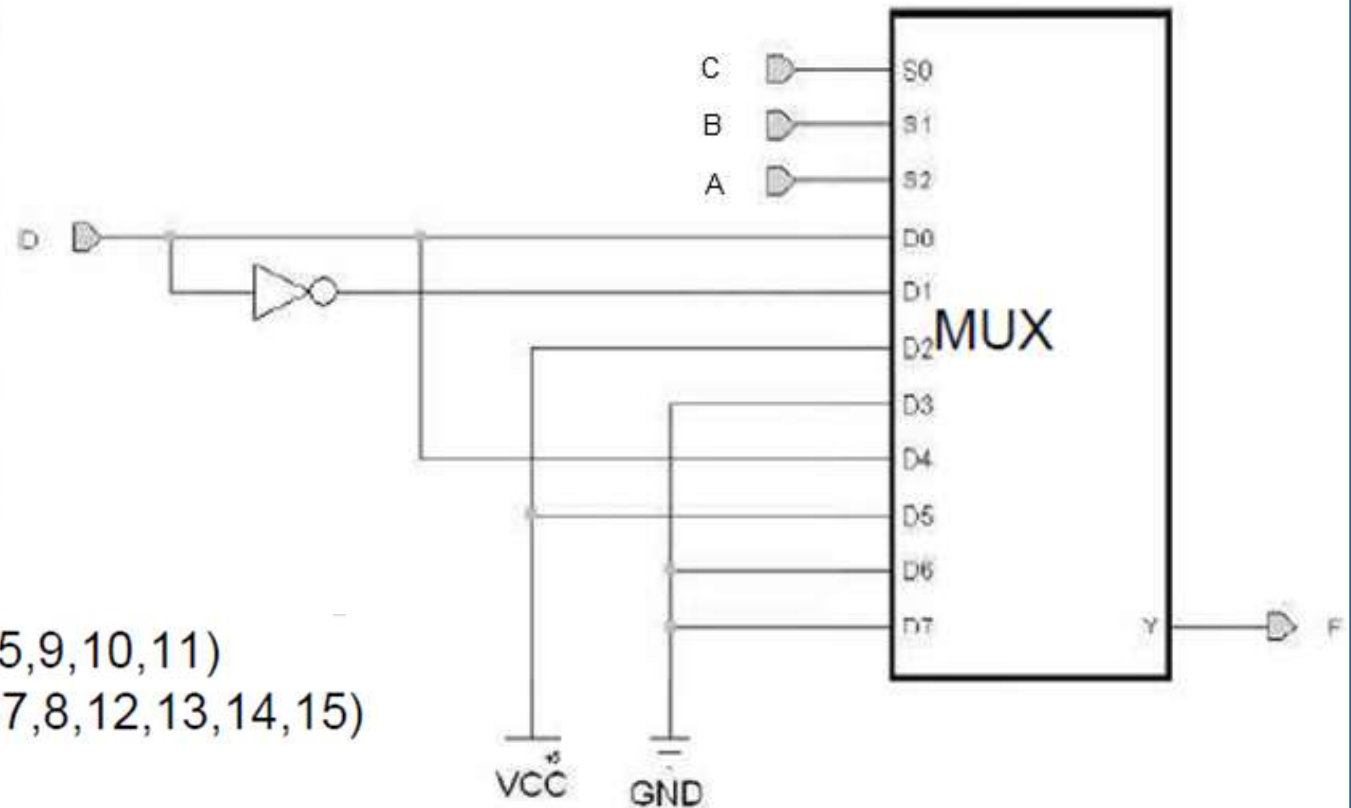 C
S0
B
S1
A
S2
D
D0
D1
MUX
D2
D3
D4
D5
D6
5,9,10,11)
D7
Y
F
7,8,12,13,14,15)
+5
VCC
GND